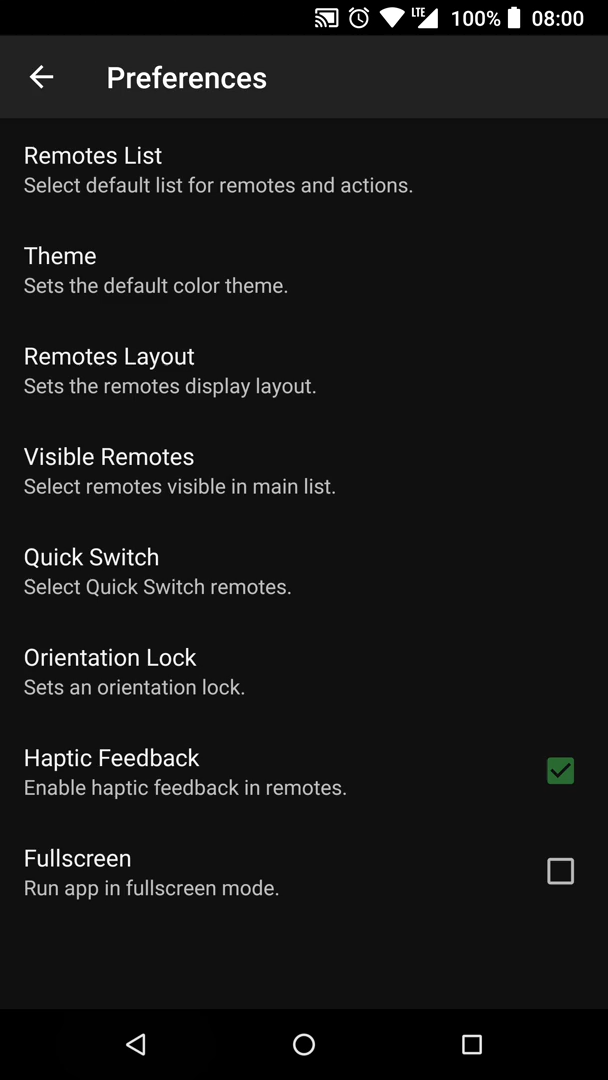 LTE 100% 08:00
Preferences
Remotes List
Select default list for remotes and actions.
Theme
Sets the default color theme.
Remotes Layout
Sets the remotes display layout.
Visible Remotes
Select remotes visible in main list.
Quick Switch
Select Quick Switch remotes.
Orientation Lock
Sets an orientation lock.
Haptic Feedback
Enable haptic feedback in remotes.
Fullscreen
Run app in fullscreen mode.